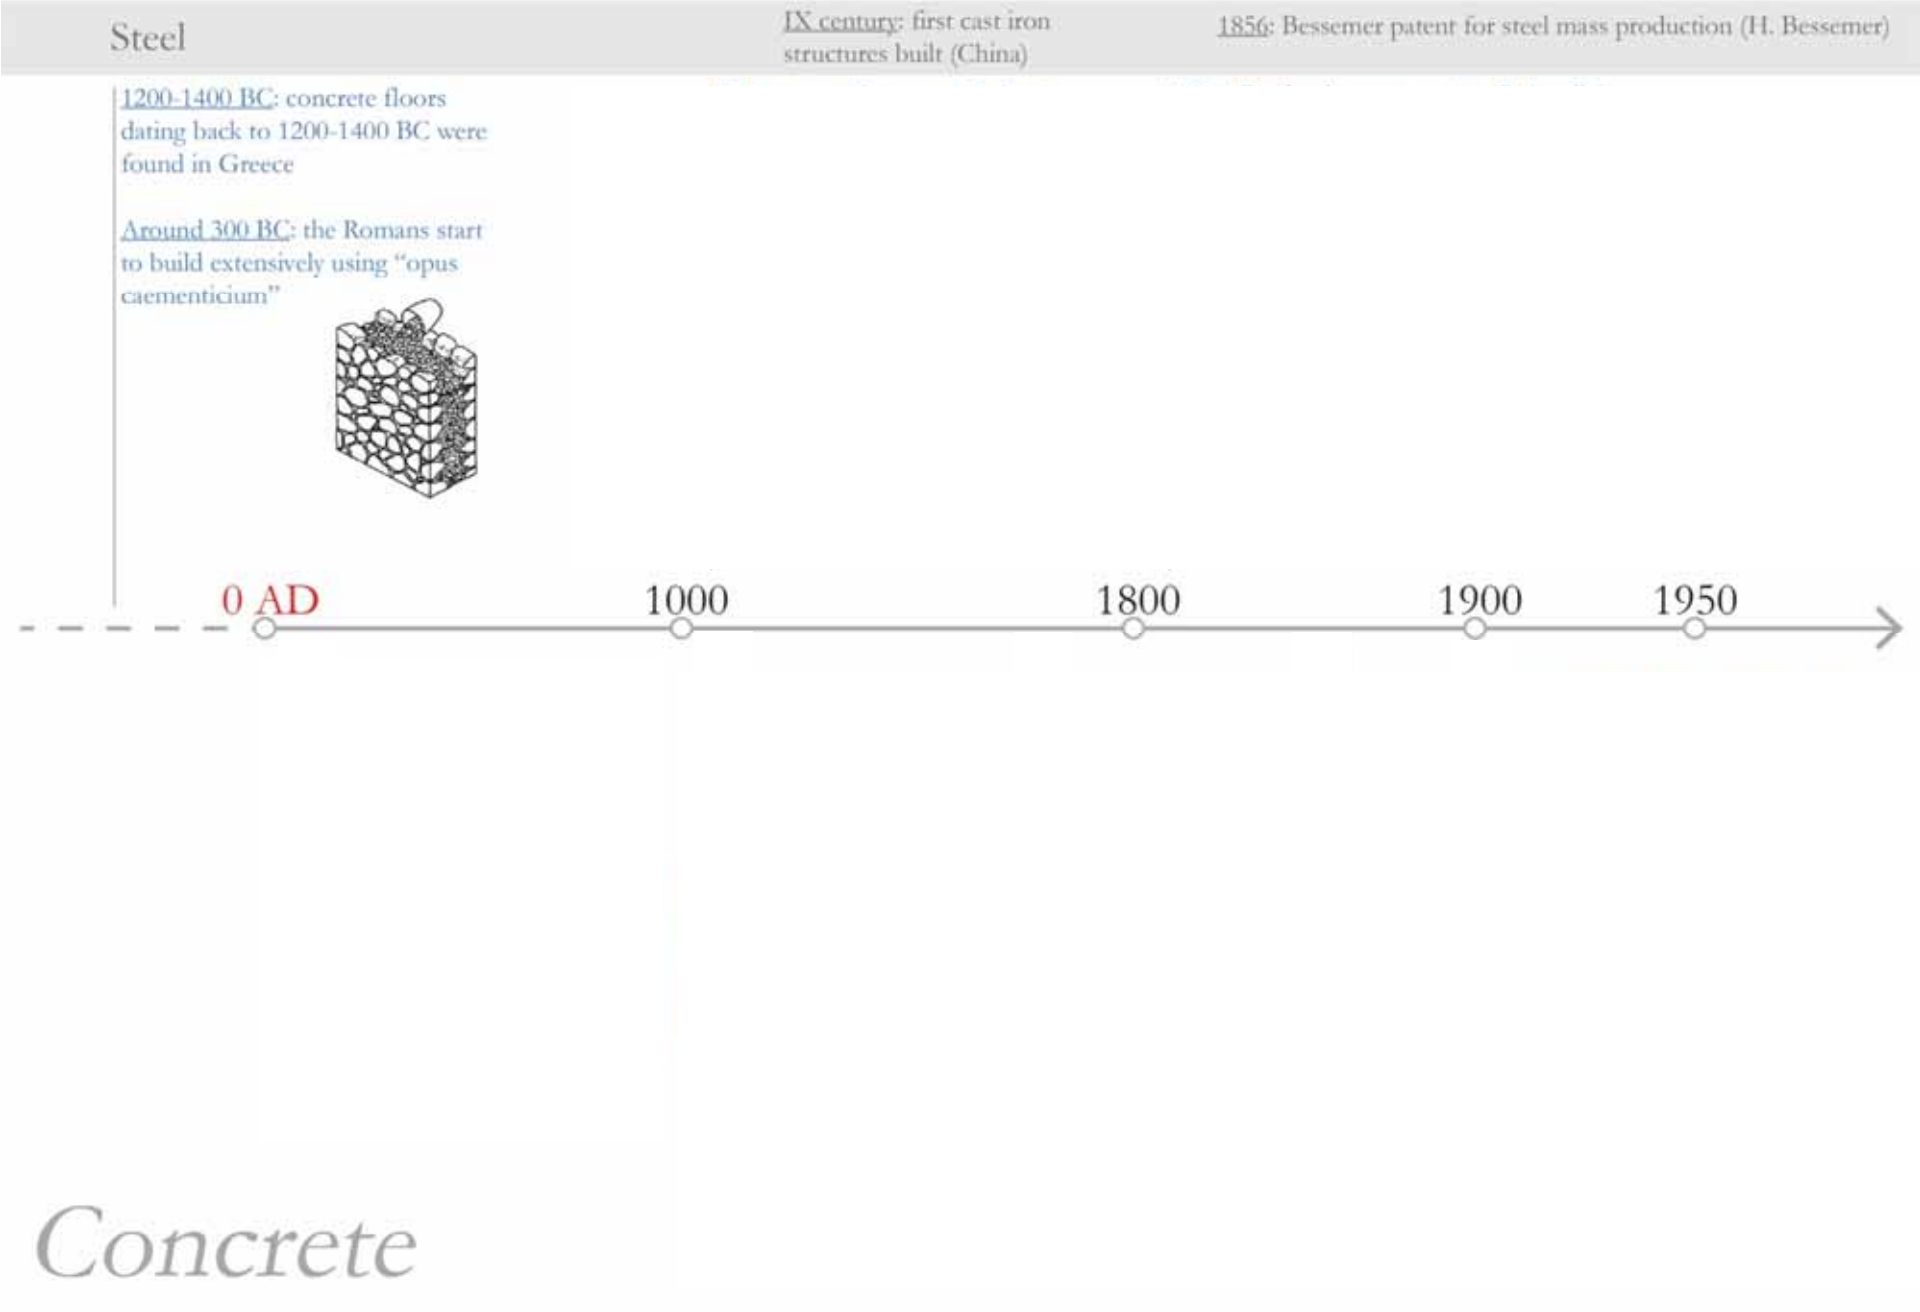 Steel
IX century: first cast iron
structures built (China)
1856: Bessemer patent for steel mass production (H. Bessemer)
1200-1400 BC: concrete floors
dating back to 1200-1400 BC were
found in Greece
Around 300 BC: the Romans start
to build extensively using “opus
caementicium”
0 AD
1000
1800
1900
1950
Concrete